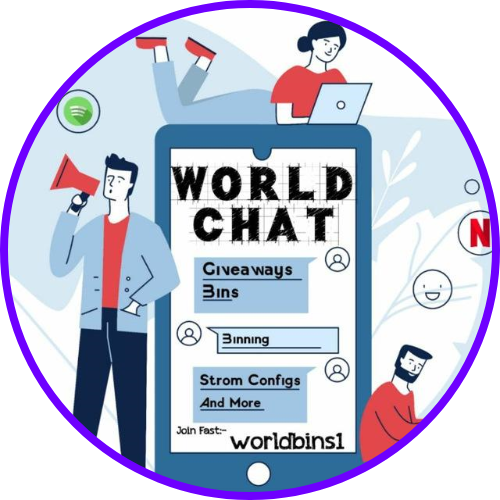 WORLD
CHAT
Giveaways
Bins
Binning
Strom Configs
And More
Join Fast:-
worldbins1
N